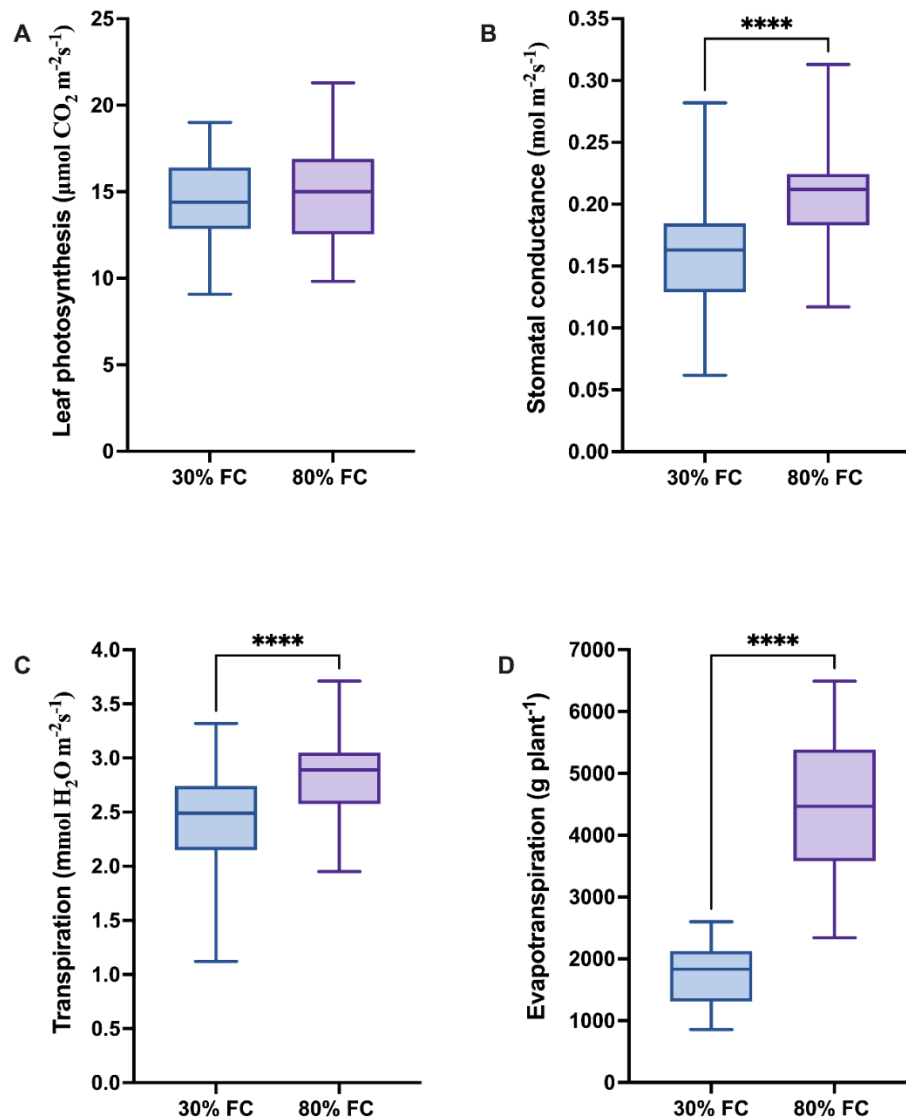 A
Leaf photosynthesis (μmol CO₂ m⁻²s⁻¹)
25
20
15
10
5
0
30% FC
80% FC
B
Stomatal conductance (mol m⁻²s⁻¹)
****
0.35
0.30
0.25
0.20
0.15
0.10
0.05
0.00
30% FC
80% FC
C
Transpiration (mmol H₂O m⁻²s⁻¹)
****
4.0
3.5
3.0
2.5
2.0
1.5
1.0
0.5
0.0
30% FC
80% FC
D
Evapotranspiration (g plant⁻¹)
****
7000
6000
5000
4000
3000
2000
1000
0
30% FC
80% FC